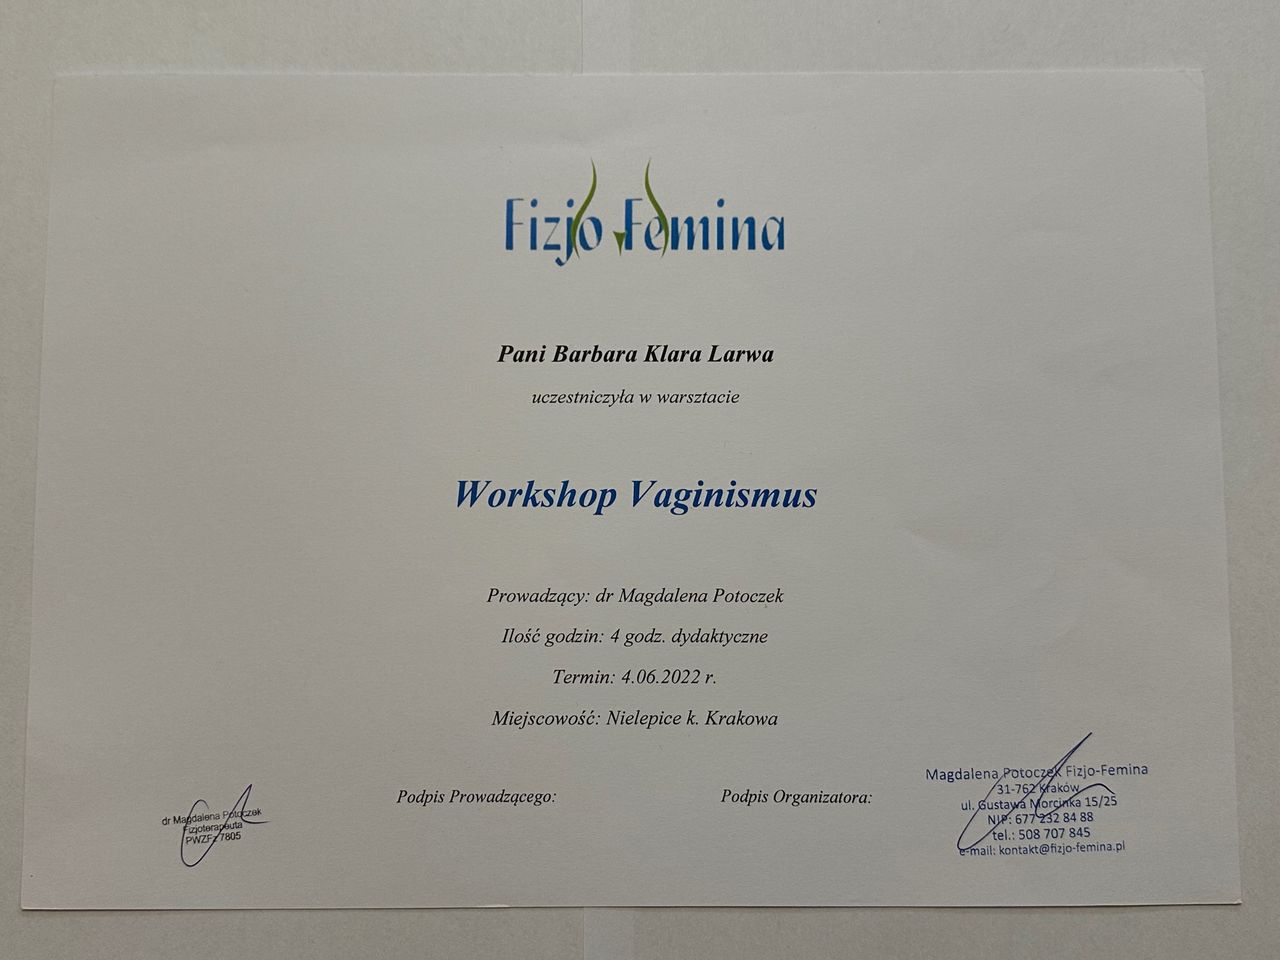 Fizjo Femina
Pani Barbara Klara Larwa
uczestniczyła w warsztacie
Workshop Vaginismus
Prowadzący: dr Magdalena Potoczek
Ilość godzin: 4 godz. dydaktyczne
Termin: 4.06.2022 r.
Miejscowość: Nielepice k. Krakowa
Podpis Prowadzącego:
dr Magdalena Potoczek
Fizjoterapeuta
PWZFz 7805
Podpis Organizatora:
Magdalena Potoczek Fizjo-Femina
31-762 Kraków
ul. Gustawa Morcinka 15/25
NIP: 677 232 84 88
tel.: 508 707 845
e-mail: kontakt@fizjo-femina.pl